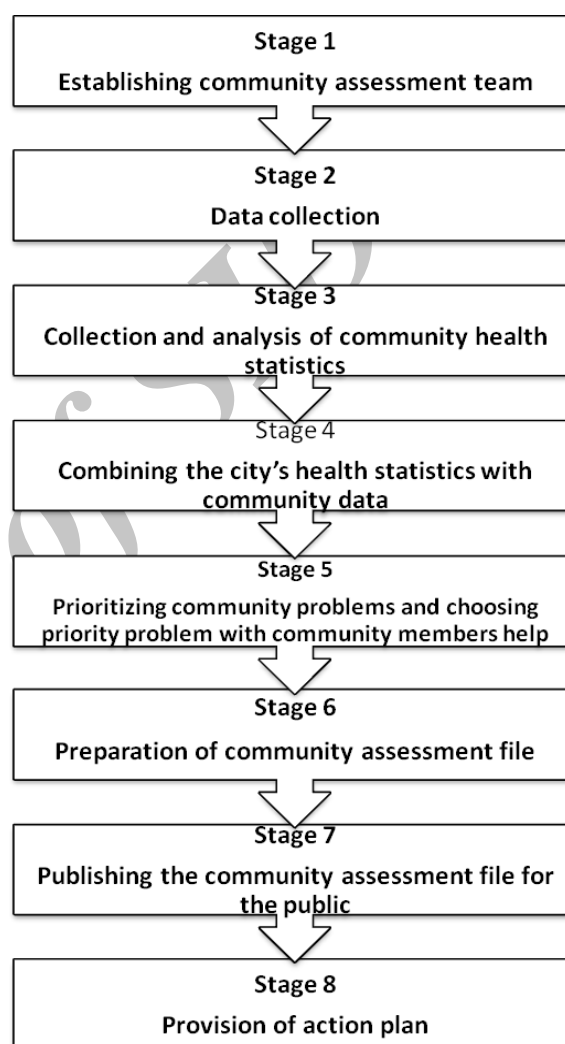 Stage 1
Establishing community assessment team
Stage 2
Data collection
Stage 3
Collection and analysis of community health
statistics
Stage 4
Combining the city's health statistics with
community data
Stage 5
Prioritizing community problems and choosing
priority problem with community members help
Stage 6
Preparation of community assessment file
Stage 7
Publishing the community assessment file for
the public
Stage 8
Provision of action plan